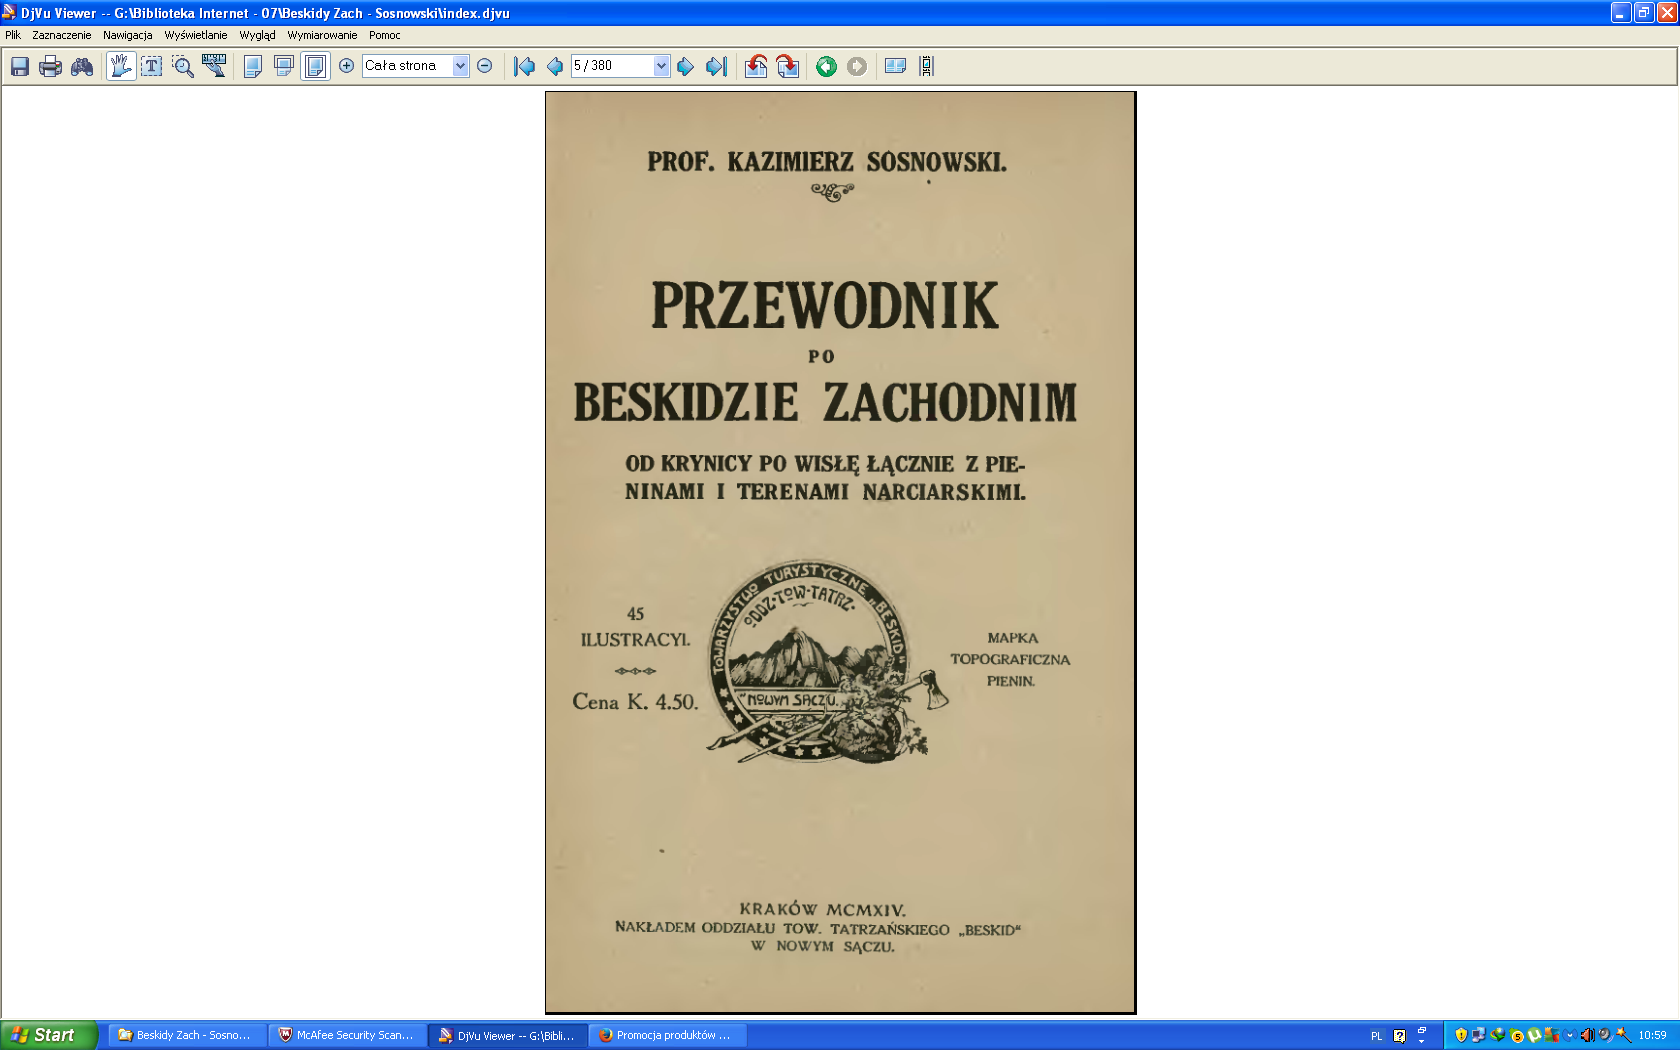 DjVu Viewer -- G:\Biblioteka Internet - 07\Beskidy Zach - Sosnowski\index.djvu
Plik Zaznaczenie Nawigacja Wyświetlanie Wygląd Wymiarowanie Pomoc
Cała strona 5 / 380
PROF. KAZIMIERZ SOSNOWSKI.
PRZEWODNIK
PO
BESKIDZIE ZACHODNIM
OD KRYNICY PO WISŁĘ ŁĄCZNIE Z PIE-
NINAMI I TERENAMI NARCIARSKIMI.
45
ILUSTRACYI.
Cena K. 4.50.
TOWARZYSTWO TURYSTYCZNE „BESKID"
ODDZ·TOW·TATRZ·
W NOWYM SĄCZU.
MAPKA
TOPOGRAFICZNA
PIENIN.
KRAKÓW MCMXIV.
NAKŁADEM ODDZIAŁU TOW. TATRZAŃSKIEGO „BESKID"
W NOWYM SĄCZU.
Start Beskidy Zach - Sosno... McAfee Security Scan... DjVu Viewer -- G:\Bibli... Promocja produktów ... PL 10:59